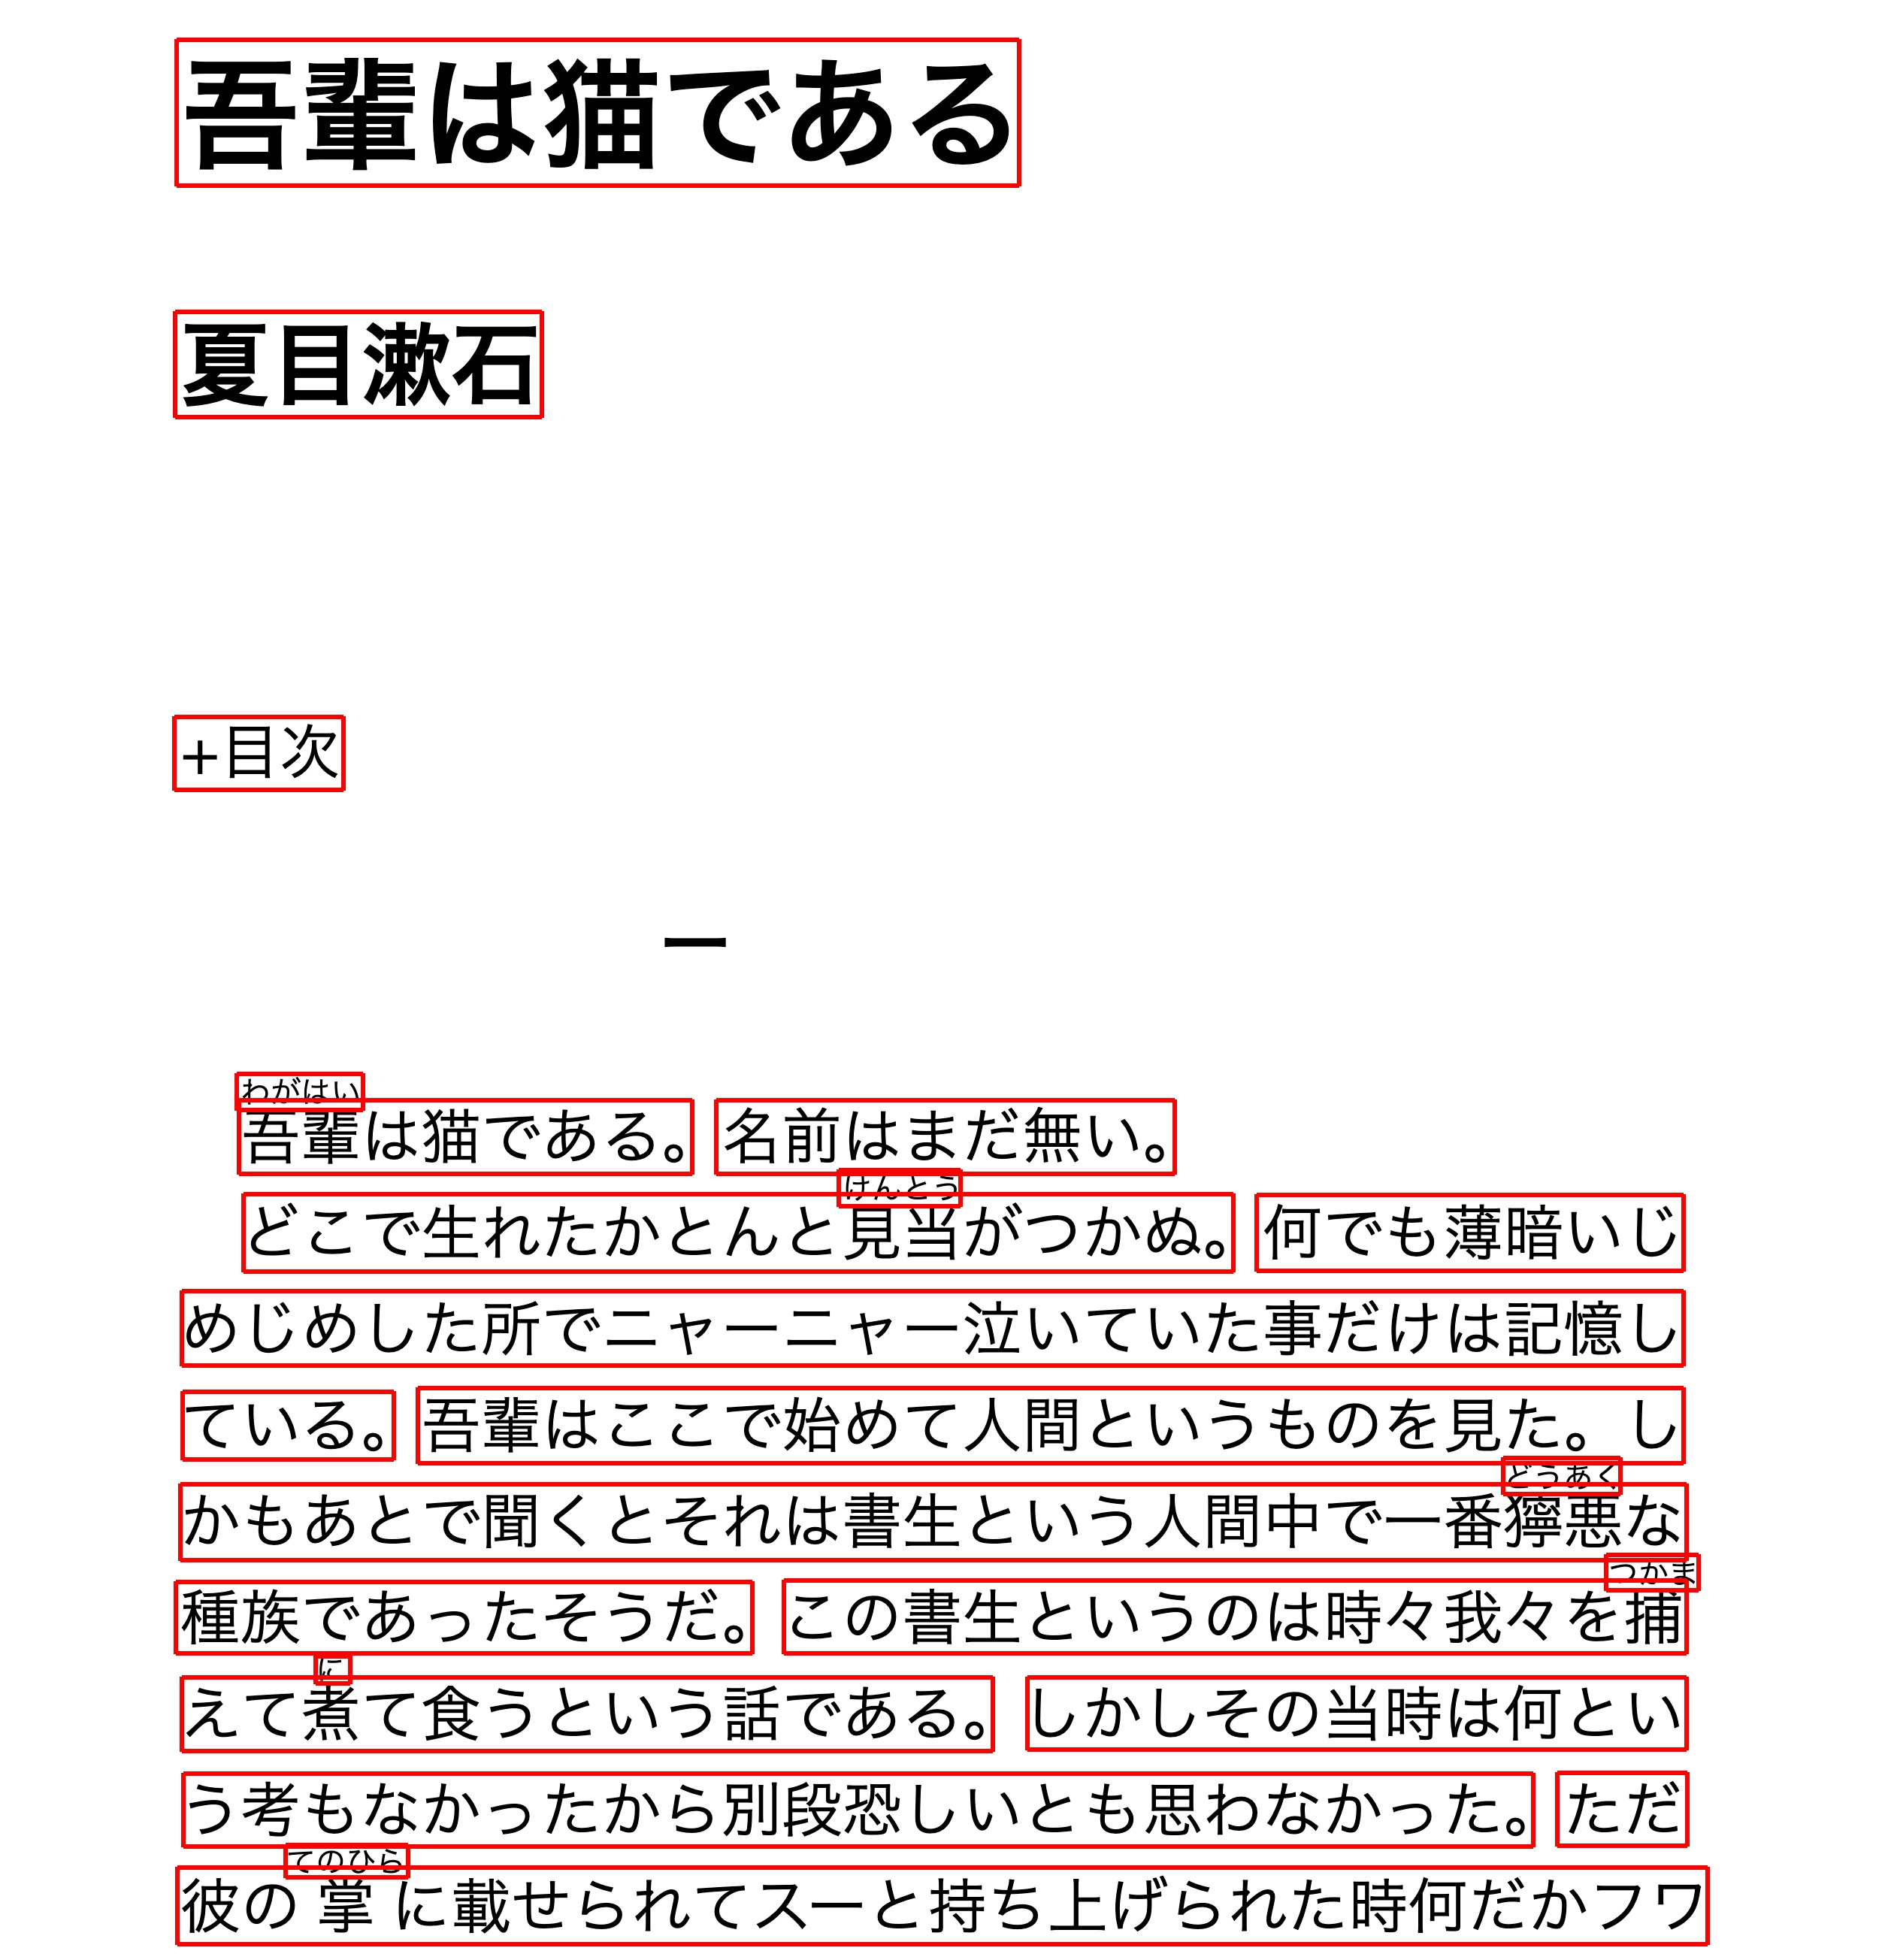 吾輩は猫である
夏目漱石
+目次
一
わがはい
吾輩は猫である。名前はまだ無い。
けんとう
どこで生れたかとんと見当がつかぬ。何でも薄暗いじ
めじめした所でニャーニャー泣いていた事だけは記憶し
ている。吾輩はここで始めて人間というものを見た。し
どうあく
かもあとで聞くとそれは書生という人間中で一番獰悪な
つかま
種族であったそうだ。この書生というのは時々我々を捕
に
えて煮て食うという話である。しかしその当時は何とい
う考もなかったから別段恐しいとも思わなかった。ただ
てのひら
彼の掌に載せられてスーと持ち上げられた時何だかフワ